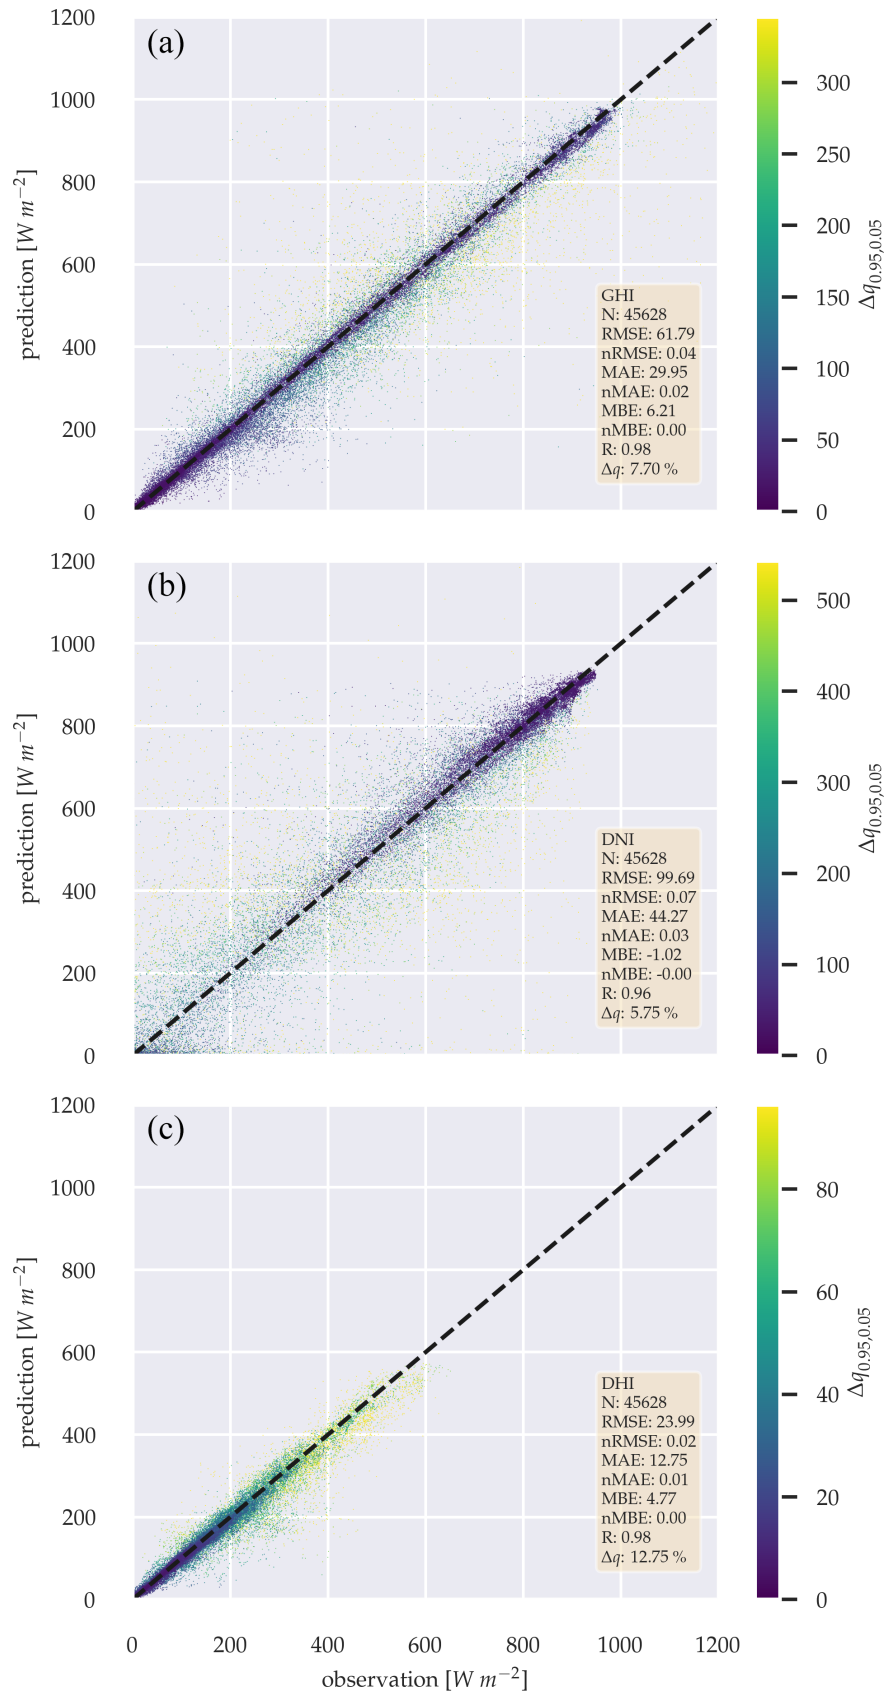 (a)
1200
1000
800
600
400
200
0
prediction [W m⁻²]
GHI
N: 45628
RMSE: 61.79
nRMSE: 0.04
MAE: 29.95
nMAE: 0.02
MBE: 6.21
nMBE: 0.00
R: 0.98
Δq: 7.70 %
300
250
200
150
100
50
0
Δq0.95,0.05
(b)
1200
1000
800
600
400
200
0
prediction [W m⁻²]
DNI
N: 45628
RMSE: 99.69
nRMSE: 0.07
MAE: 44.27
nMAE: 0.03
MBE: -1.02
nMBE: -0.00
R: 0.96
Δq: 5.75 %
500
400
300
200
100
0
Δq0.95,0.05
(c)
1200
1000
800
600
400
200
0
prediction [W m⁻²]
DHI
N: 45628
RMSE: 23.99
nRMSE: 0.02
MAE: 12.75
nMAE: 0.01
MBE: 4.77
nMBE: 0.00
R: 0.98
Δq: 12.75 %
80
60
40
20
0
Δq0.95,0.05
0 200 400 600 800 1000 1200
observation [W m⁻²]